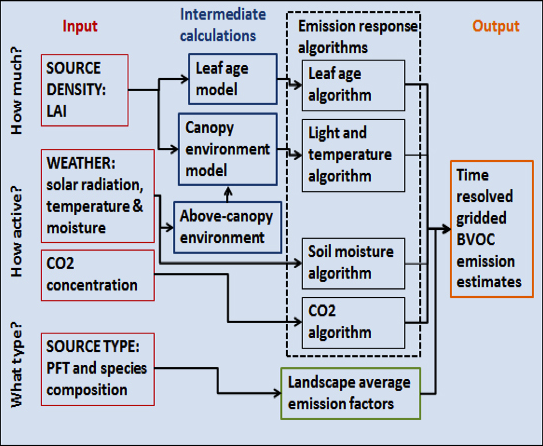 Input
Intermediate
calculations
Emission response
algorithms
Output
How much?
SOURCE
DENSITY:
LAI
Leaf age
model
Leaf age
algorithm
Canopy
environment
model
Light and
temperature
algorithm
How active?
WEATHER:
solar radiation,
temperature &
moisture
Above-canopy
environment
Soil moisture
algorithm
CO2
concentration
CO2
algorithm
Time
resolved
gridded
BVOC
emission
estimates
What type?
SOURCE TYPE:
PFT and species
composition
Landscape average
emission factors